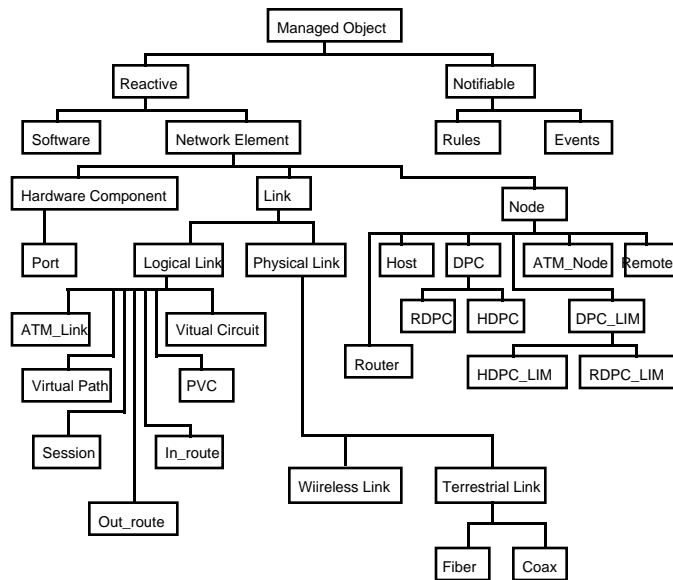 Managed Object
Reactive
Notifiable
Software
Network Element
Rules
Events
Hardware Component
Link
Node
Port
Logical Link
Physical Link
Host
DPC
ATM_Node
Remote
ATM_Link
Vitual Circuit
RDPC
HDPC
DPC_LIM
Router
HDPC_LIM
RDPC_LIM
Virtual Path
PVC
Session
In_route
Wiireless Link
Terrestrial Link
Out_route
Fiber
Coax